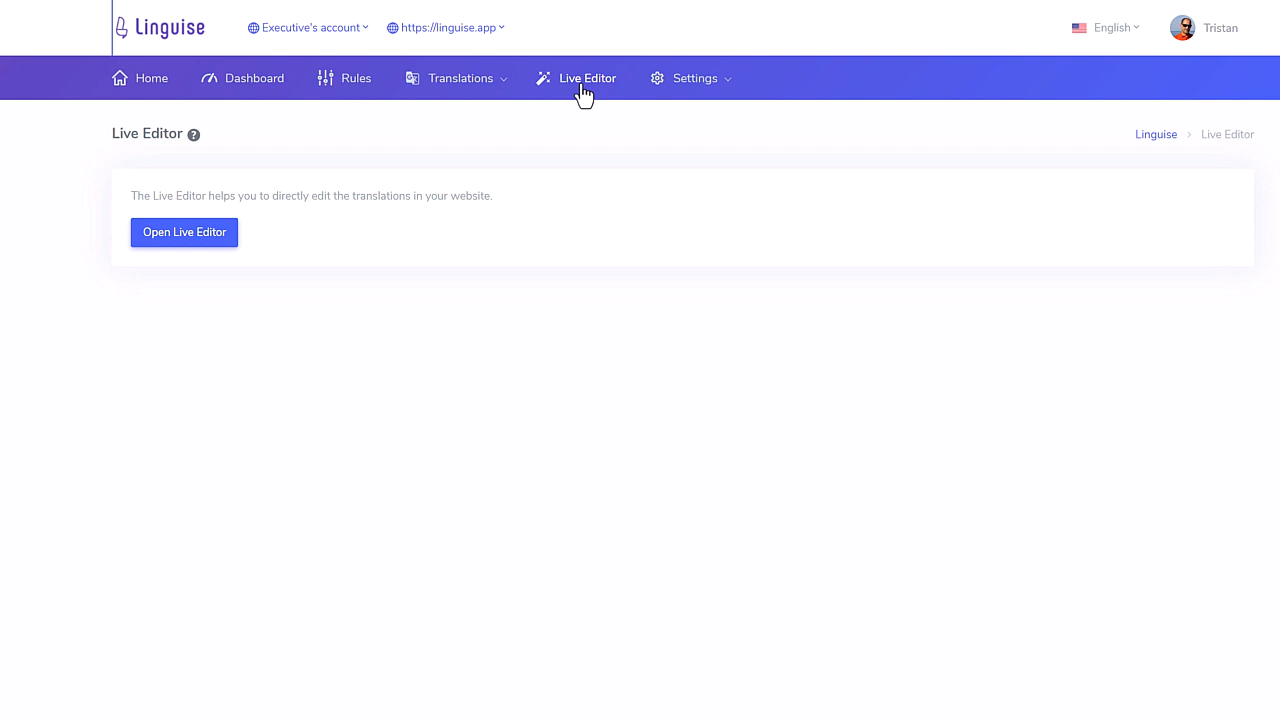 Linguise
Executive's account
https://linguise.app
English
Tristan
Home
Dashboard
Rules
Translations
Live Editor
Settings
Live Editor ?
Linguise > Live Editor
The Live Editor helps you to directly edit the translations in your website.
Open Live Editor